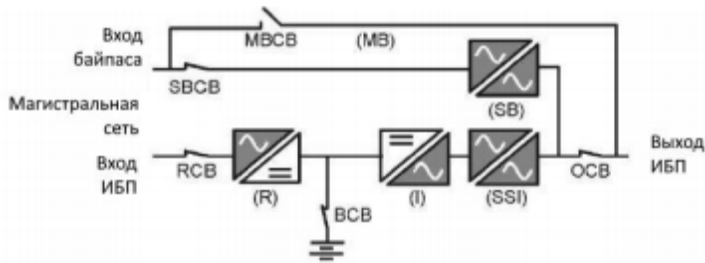 Вход
байпаса
MBCB
(MB)
SBCB
(SB)
Магистральная
сеть
Вход
ИБП
RCB
(R)
BCB
(I)
(SSI)
OCB
Выход
ИБП